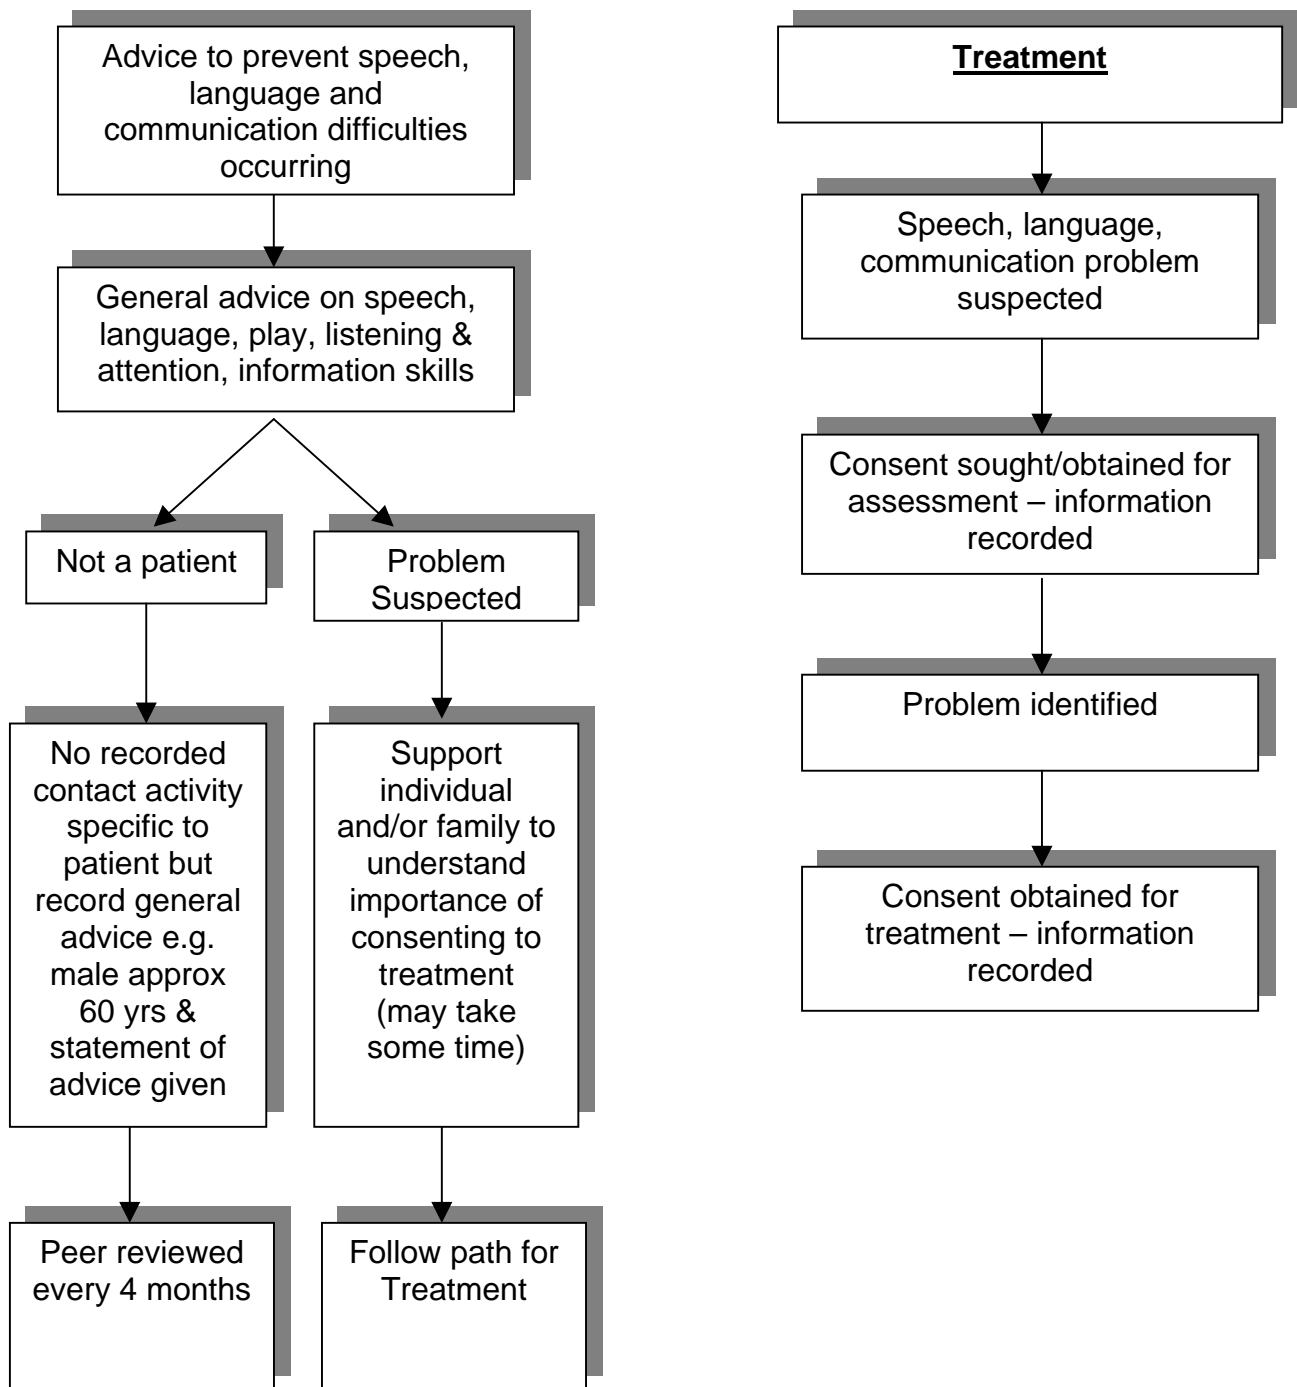 Advice to prevent speech,
language and
communication difficulties
occurring
General advice on speech,
language, play, listening &
attention, information skills
Not a patient
Problem
Suspected
No recorded
contact activity
specific to
patient but
record general
advice e.g.
male approx
60 yrs &
statement of
advice given
Support
individual
and/or family to
understand
importance of
consenting to
treatment
(may take
some time)
Peer reviewed
every 4 months
Follow path for
Treatment
Treatment
Speech, language,
communication problem
suspected
Consent sought/obtained for
assessment – information
recorded
Problem identified
Consent obtained for
treatment – information
recorded